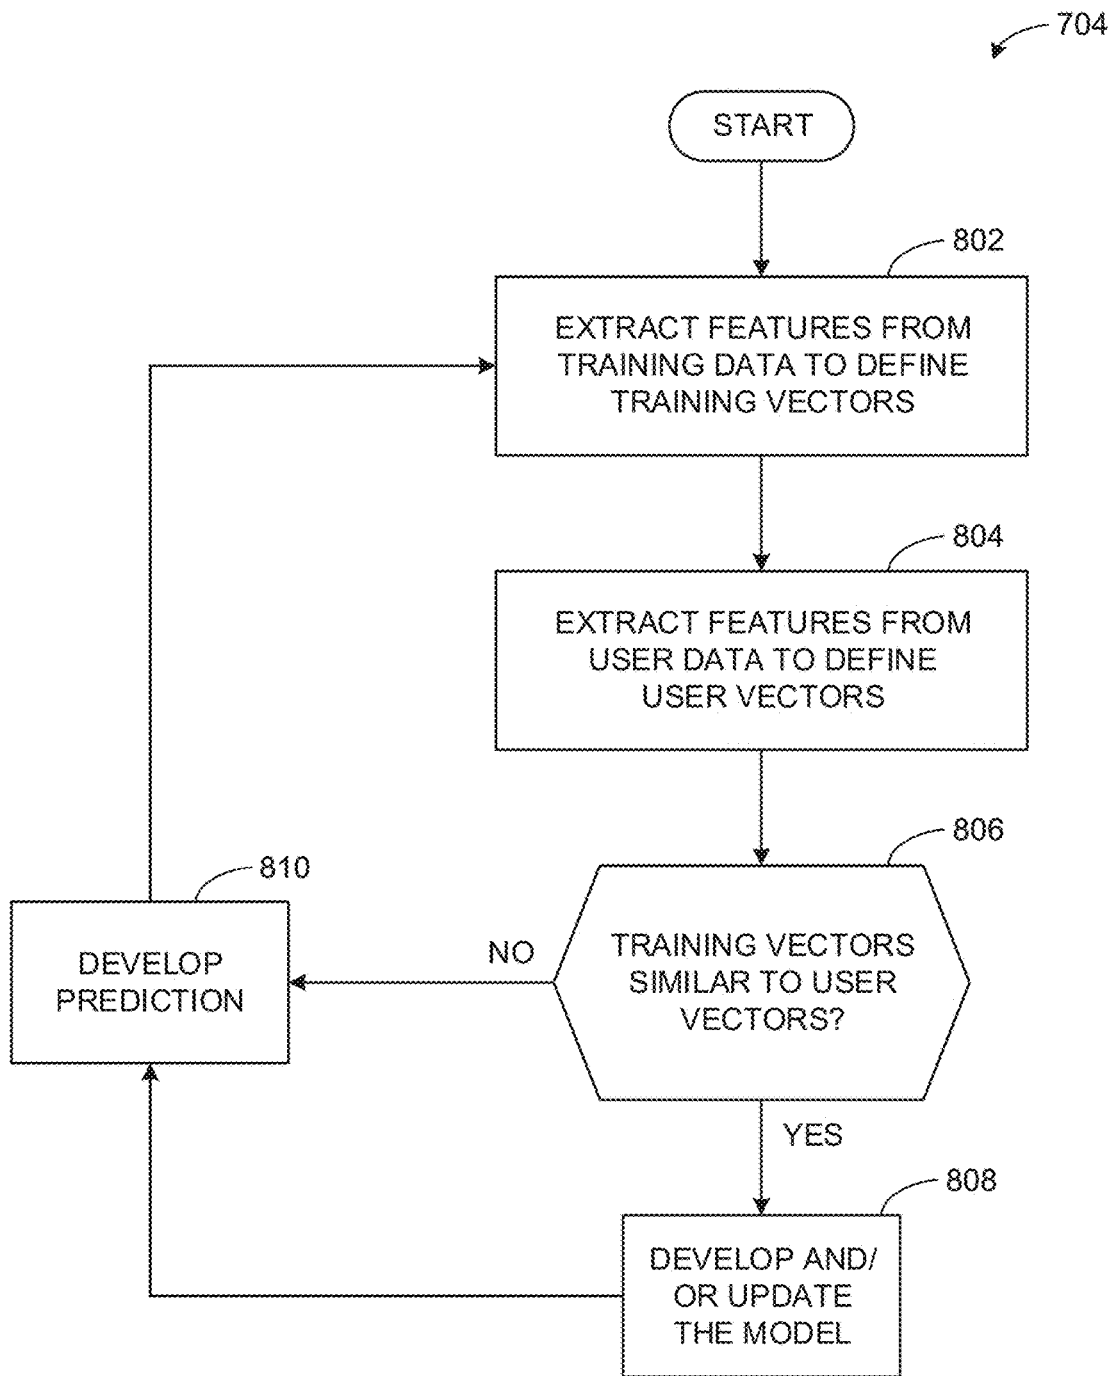 704
START
802
EXTRACT FEATURES FROM
TRAINING DATA TO DEFINE
TRAINING VECTORS
804
EXTRACT FEATURES FROM
USER DATA TO DEFINE
USER VECTORS
806
TRAINING VECTORS
SIMILAR TO USER
VECTORS?
NO
810
DEVELOP
PREDICTION
YES
808
DEVELOP AND/
OR UPDATE
THE MODEL